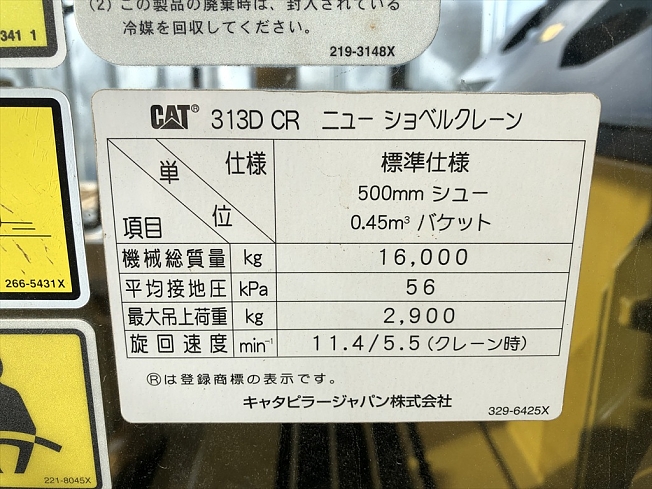 341 1
(2) この製品の廃棄時は、封入されている
冷媒を回収してください。
219-3148X
CAT® 313D CR ニュー ショベルクレーン
単位 仕様
項目
標準仕様
500mm シュー
0.45m³ バケット
機械総質量 kg 16,000
平均接地圧 kPa 56
最大吊上荷重 kg 2,900
旋回速度 min⁻¹ 11.4/5.5 (クレーン時)
Ⓡは登録商標の表示です。
キャタピラージャパン株式会社
329-6425X
266-5431X
221-8045X